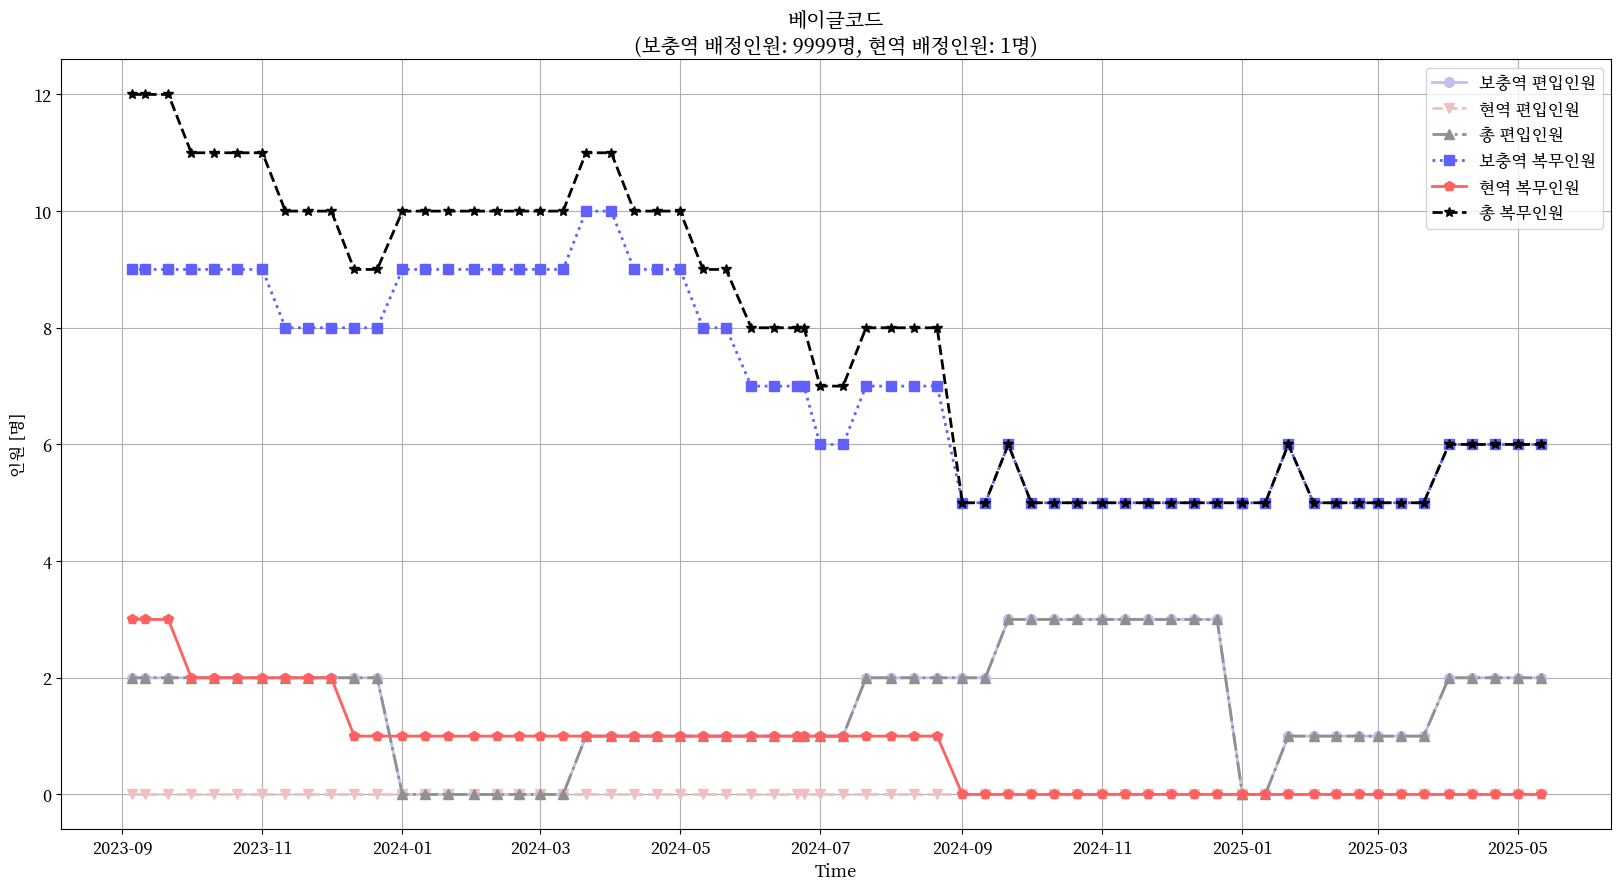 베이글코드
(보충역 배정인원: 9999명, 현역 배정인원: 1명)
보충역 편입인원
현역 편입인원
총 편입인원
보충역 복무인원
현역 복무인원
총 복무인원
인원 [명]
12
10
8
6
4
2
0
2023-09
2023-11
2024-01
2024-03
2024-05
2024-07
2024-09
2024-11
2025-01
2025-03
2025-05
Time